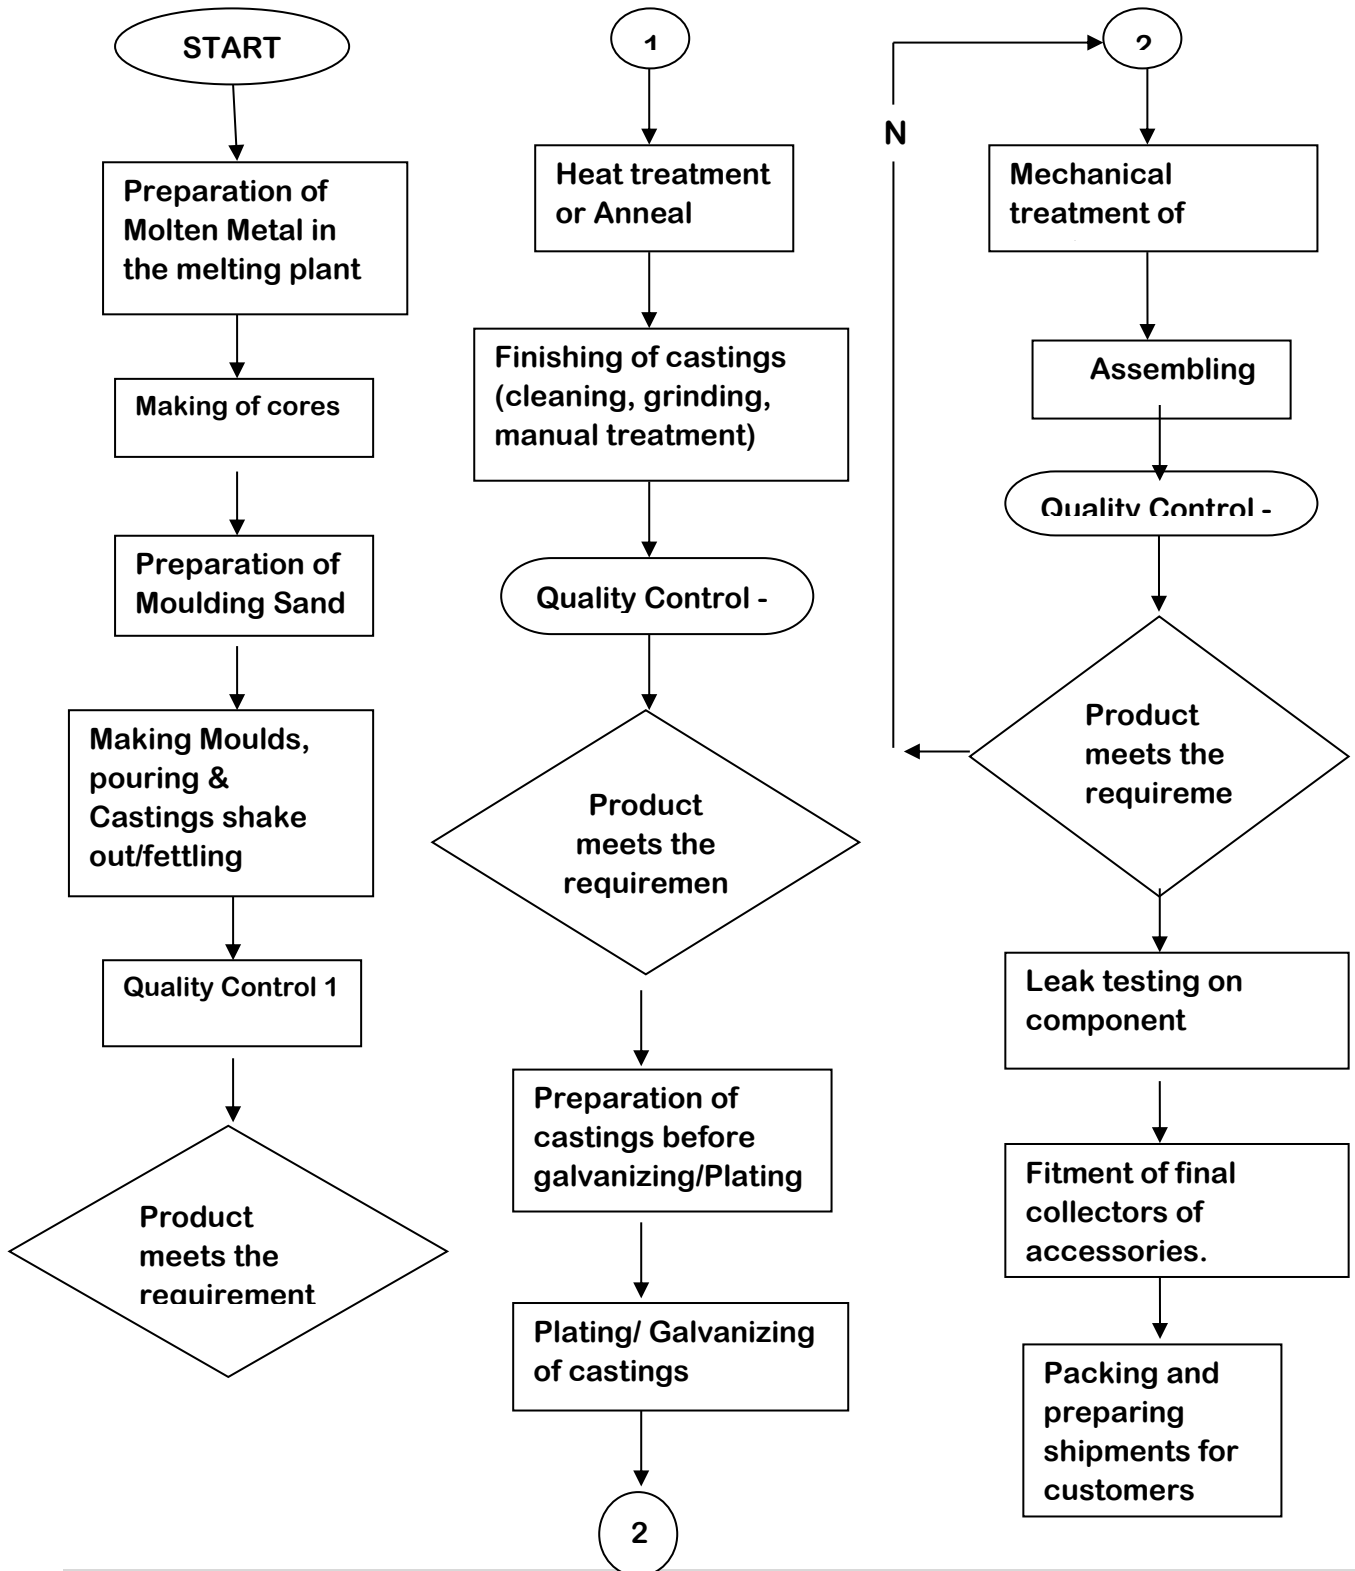 START
Preparation of
Molten Metal in
the melting plant
Making of cores
Preparation of
Moulding Sand
Making Moulds,
pouring &
Castings shake
out/fettling
Quality Control 1
Product
meets the
requirement
1
Heat treatment
or Anneal
Finishing of castings
(cleaning, grinding,
manual treatment)
Quality Control -
Product
meets the
requiremen
Preparation of
castings before
galvanizing/Plating
Plating/ Galvanizing
of castings
2
2
N
Mechanical
treatment of
Assembling
Quality Control -
Product
meets the
requireme
Leak testing on
component
Fitment of final
collectors of
accessories.
Packing and
preparing
shipments for
customers